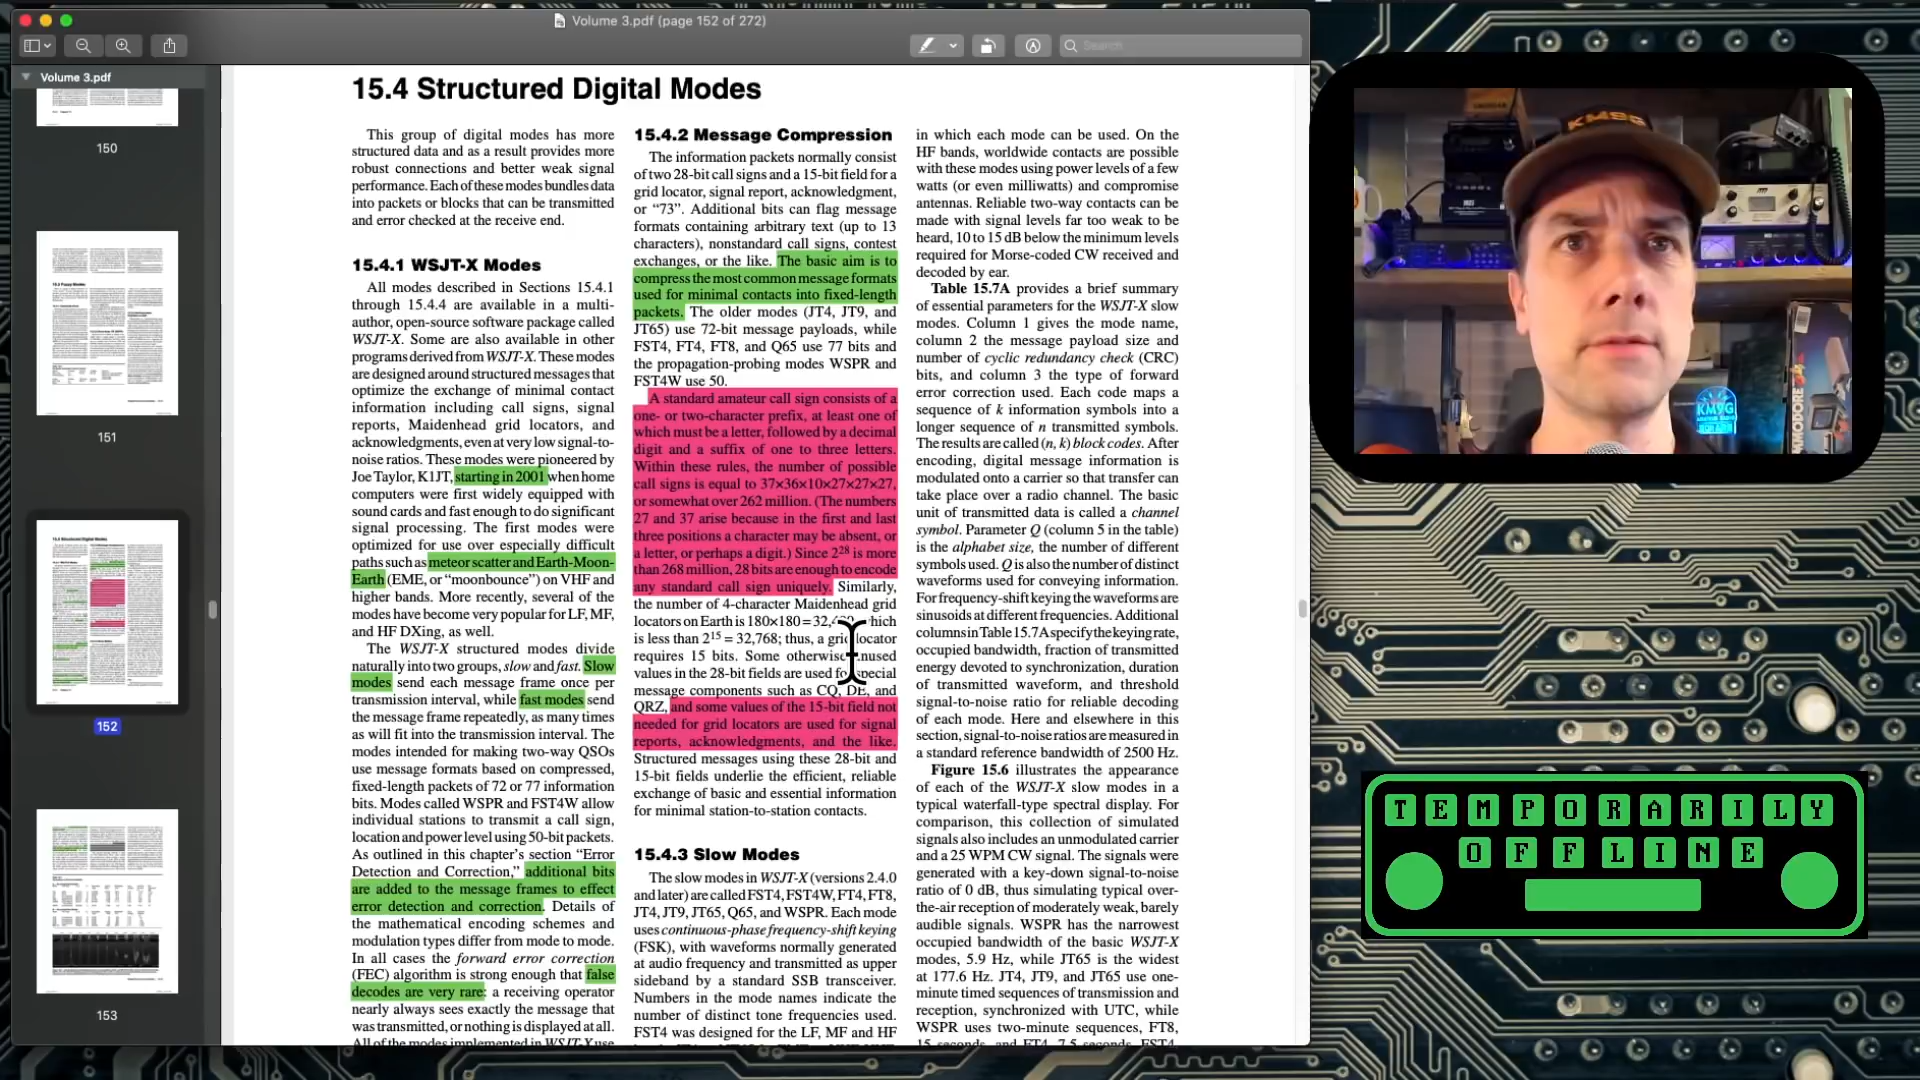 Volume 3.pdf (page 152 of 272)
Search
Volume 3.pdf
150
151
152
153
15.4 Structured Digital Modes
This group of digital modes has more
structured data and as a result provides more
robust connections and better weak signal
performance. Each of these modes bundles data
into packets or blocks that can be transmitted
and error checked at the receive end.
15.4.1 WSJT-X Modes
All modes described in Sections 15.4.1
through 15.4.4 are available in a multi-
author, open-source software package called
WSJT-X. Some are also available in other
programs derived from WSJT-X. These modes
are designed around structured messages that
optimize the exchange of minimal contact
information including call signs, signal
reports, Maidenhead grid locators, and
acknowledgments, even at very low signal-to-
noise ratios. These modes were pioneered by
Joe Taylor, K1JT, starting in 2001 when home
computers were first widely equipped with
sound cards and fast enough to do significant
signal processing. The first modes were
optimized for use over especially difficult
paths such as meteor scatter and Earth-Moon-
Earth (EME, or “moonbounce”) on VHF and
higher bands. More recently, several of the
modes have become very popular for LF, MF,
and HF DXing, as well.
The WSJT-X structured modes divide
naturally into two groups, slow and fast. Slow
modes send each message frame once per
transmission interval, while fast modes send
the message frame repeatedly, as many times
as will fit into the transmission interval. The
modes intended for making two-way QSOs
use message formats based on compressed,
fixed-length packets of 72 or 77 information
bits. Modes called WSPR and FST4W allow
individual stations to transmit a call sign,
location and power level using 50-bit packets.
As outlined in this chapter’s section “Error
Detection and Correction,” additional bits
are added to the message frames to effect
error detection and correction. Details of
the mathematical encoding schemes and
modulation types differ from mode to mode.
In all cases the forward error correction
(FEC) algorithm is strong enough that false
decodes are very rare: a receiving operator
nearly always sees exactly the message that
was transmitted, or nothing is displayed at all.
All of the modes implemented in WSJT-X use
15.4.2 Message Compression
The information packets normally consist
of two 28-bit call signs and a 15-bit field for a
grid locator, signal report, acknowledgment,
or “73”. Additional bits can flag message
formats containing arbitrary text (up to 13
characters), nonstandard call signs, contest
exchanges, or the like. The basic aim is to
compress the most common message formats
used for minimal contacts into fixed-length
packets. The older modes (JT4, JT9, and
JT65) use 72-bit message payloads, while
FST4, FT4, FT8, and Q65 use 77 bits and
the propagation-probing modes WSPR and
FST4W use 50.
A standard amateur call sign consists of a
one- or two-character prefix, at least one of
which must be a letter, followed by a decimal
digit and a suffix of one to three letters.
Within these rules, the number of possible
call signs is equal to 37×36×10×27×27×27,
or somewhat over 262 million. (The numbers
27 and 37 arise because in the first and last
three positions a character may be absent, or
a letter, or perhaps a digit.) Since 2²⁸ is more
than 268 million, 28 bits are enough to encode
any standard call sign uniquely. Similarly,
the number of 4-character Maidenhead grid
locators on Earth is 180×180 = 32,4 which
is less than 2¹⁵ = 32,768; thus, a grid locator
requires 15 bits. Some otherwise unused
values in the 28-bit fields are used for special
message components such as CQ, DE, and
QRZ, and some values of the 15-bit field not
needed for grid locators are used for signal
reports, acknowledgments, and the like.
Structured messages using these 28-bit and
15-bit fields underlie the efficient, reliable
exchange of basic and essential information
for minimal station-to-station contacts.
15.4.3 Slow Modes
The slow modes in WSJT-X (versions 2.4.0
and later) are called FST4, FST4W, FT4, FT8,
JT4, JT9, JT65, Q65, and WSPR. Each mode
uses continuous-phase frequency-shift keying
(FSK), with waveforms normally generated
at audio frequency and transmitted as upper
sideband by a standard SSB transceiver.
Numbers in the mode names indicate the
number of distinct tone frequencies used.
FST4 was designed for the LF, MF and HF
in which each mode can be used. On the
HF bands, worldwide contacts are possible
with these modes using power levels of a few
watts (or even milliwatts) and compromise
antennas. Reliable two-way contacts can be
made with signal levels far too weak to be
heard, 10 to 15 dB below the minimum levels
required for Morse-coded CW received and
decoded by ear.
Table 15.7A provides a brief summary
of essential parameters for the WSJT-X slow
modes. Column 1 gives the mode name,
column 2 the message payload size and
number of cyclic redundancy check (CRC)
bits, and column 3 the type of forward
error correction used. Each code maps a
sequence of k information symbols into a
longer sequence of n transmitted symbols.
The results are called (n, k) block codes. After
encoding, digital message information is
modulated onto a carrier so that transfer can
take place over a radio channel. The basic
unit of transmitted data is called a channel
symbol. Parameter Q (column 5 in the table)
is the alphabet size, the number of different
symbols used. Q is also the number of distinct
waveforms used for conveying information.
For frequency-shift keying the waveforms are
sinusoids at different frequencies. Additional
columns in Table 15.7A specify the keying rate,
occupied bandwidth, fraction of transmitted
energy devoted to synchronization, duration
of transmitted waveform, and threshold
signal-to-noise ratio for reliable decoding
of each mode. Here and elsewhere in this
section, signal-to-noise ratios are measured in
a standard reference bandwidth of 2500 Hz.
Figure 15.6 illustrates the appearance
of each of the WSJT-X slow modes in a
typical waterfall-type spectral display. For
comparison, this collection of simulated
signals also includes an unmodulated carrier
and a 25 WPM CW signal. The signals were
generated with a key-down signal-to-noise
ratio of 0 dB, thus simulating typical over-
the-air reception of moderately weak, barely
audible signals. WSPR has the narrowest
occupied bandwidth of the basic WSJT-X
modes, 5.9 Hz, while JT65 is the widest
at 177.6 Hz. JT4, JT9, and JT65 use one-
minute timed sequences of transmission and
reception, synchronized with UTC, while
WSPR uses two-minute sequences, FT8,
15 seconds, and FT4, 7.5 seconds. FST4,
KM9G
KM9G
TEMPORARILY
OFFLINE